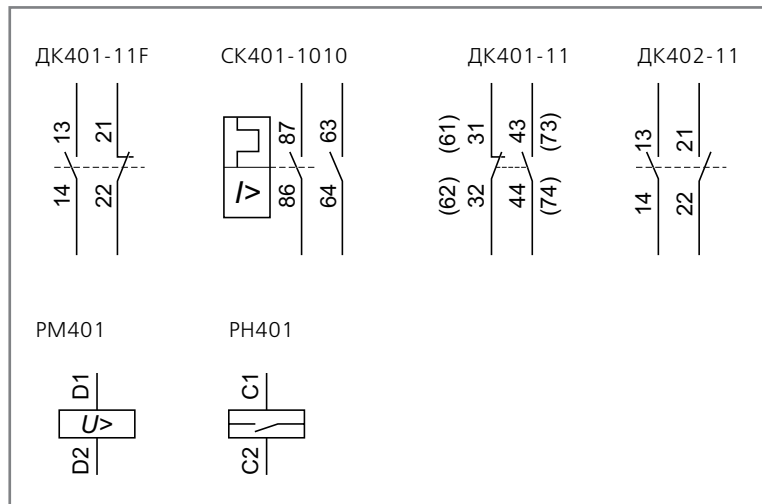 ДК401-11F
СК401-1010
ДК401-11
ДК402-11
13
21
14
22
I>
87
63
86
64
(61)
31
43
(73)
(62)
32
44
(74)
13
21
14
22
РМ401
РН401
D1
U>
D2
C1
C2